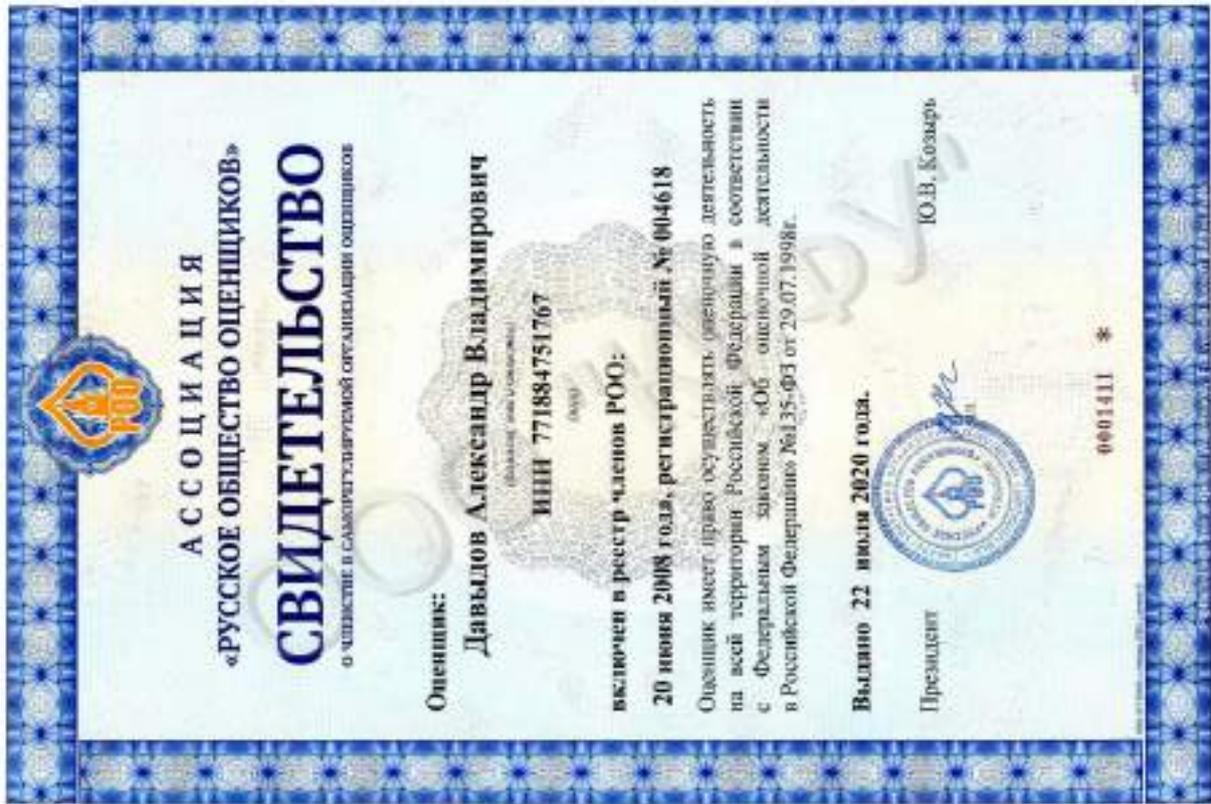 РОО
АССОЦИАЦИЯ
«РУССКОЕ ОБЩЕСТВО ОЦЕНЩИКОВ»
СВИДЕТЕЛЬСТВО
О ЧЛЕНСТВЕ В САМОРЕГУЛИРУЕМОЙ ОРГАНИЗАЦИИ ОЦЕНЩИКОВ
Оценщик:
Давыдов Александр Владимирович
ИНН 771884751767
включен в реестр членов РОО:
20 июня 2008 года, регистрационный № 004618
Оценщик имеет право осуществлять оценочную деятельность
на всей территории Российской Федерации в соответствии
с Федеральным законом «Об оценочной деятельности
в Российской Федерации» №135-ФЗ от 29.07.1998г.
Выдано 22 июля 2020 года.
Президент Ю.В. Козырь
0001411 *